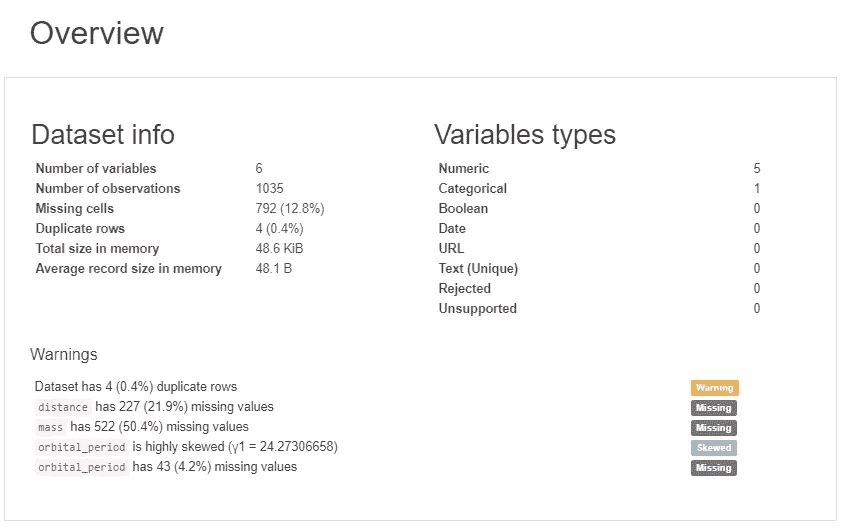 Overview
Dataset info
Number of variables 6
Number of observations 1035
Missing cells 792 (12.8%)
Duplicate rows 4 (0.4%)
Total size in memory 48.6 KiB
Average record size in memory 48.1 B
Variables types
Numeric 5
Categorical 1
Boolean 0
Date 0
URL 0
Text (Unique) 0
Rejected 0
Unsupported 0
Warnings
Dataset has 4 (0.4%) duplicate rows Warning
distance has 227 (21.9%) missing values Missing
mass has 522 (50.4%) missing values Missing
orbital_period is highly skewed (γ1 = 24.27306658) Skewed
orbital_period has 43 (4.2%) missing values Missing